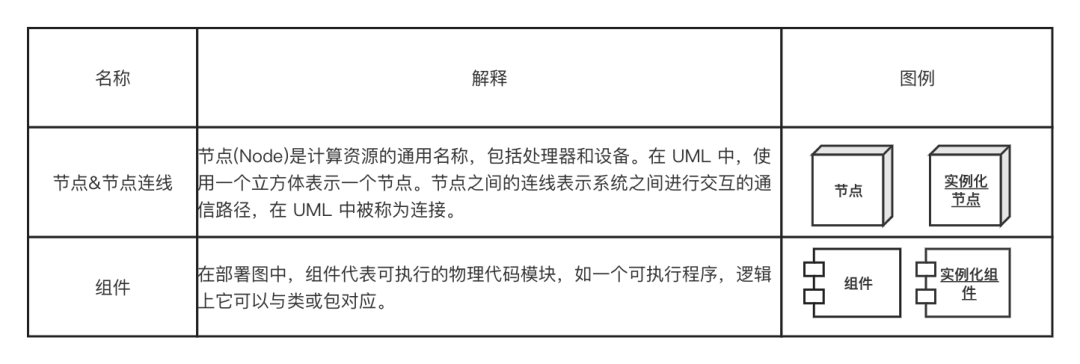 名称
解释
图例
节点&节点连线
节点(Node)是计算资源的通用名称，包括处理器和设备。在 UML 中，使
用一个立方体表示一个节点。节点之间的连线表示系统之间进行交互的通
信路径，在 UML 中被称为连接。
节点
实例化
节点
组件
在部署图中，组件代表可执行的物理代码模块，如一个可执行程序，逻辑
上它可以与类或包对应。
组件
实例化组
件